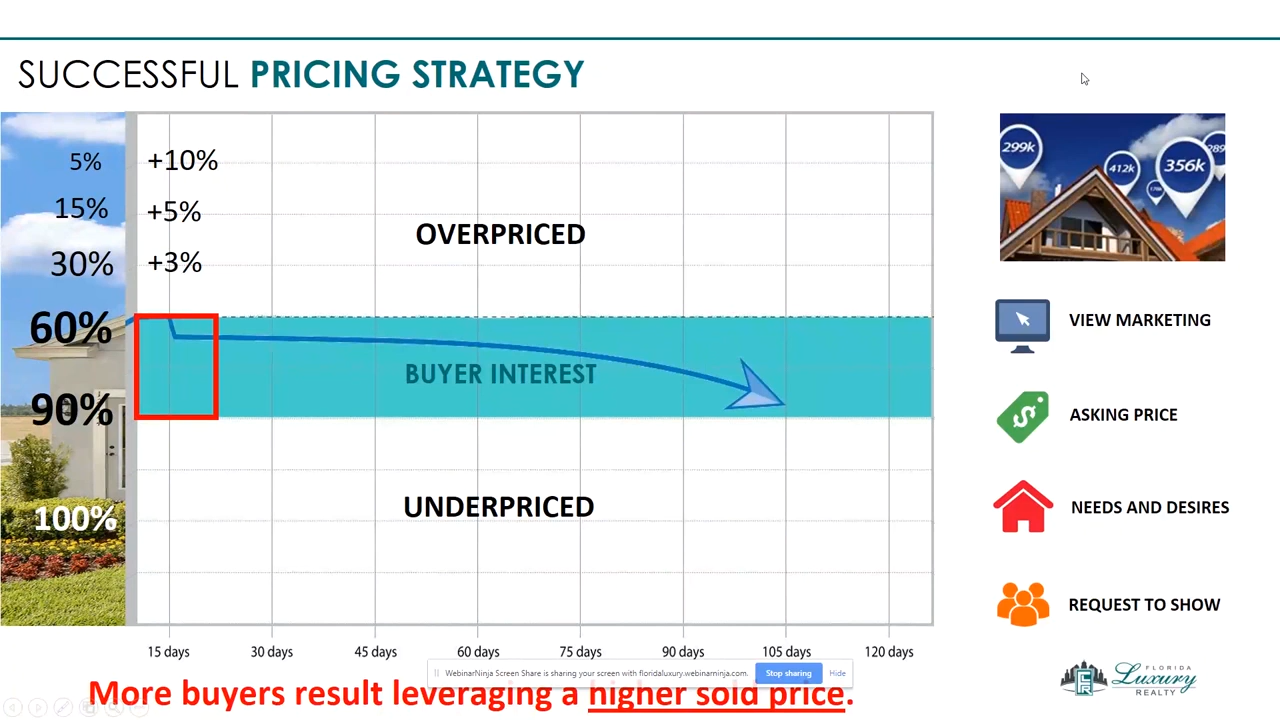 SUCCESSFUL PRICING STRATEGY
5% +10%
15% +5%
30% +3%
60%
90%
100%
OVERPRICED
BUYER INTEREST
UNDERPRICED
15 days 30 days 45 days 60 days 75 days 90 days 105 days 120 days
299k 412k 356k 289
VIEW MARKETING
ASKING PRICE
NEEDS AND DESIRES
REQUEST TO SHOW
WebinarNinja Screen Share is sharing your screen with floridaluxury.webinarninja.com. Stop sharing Hide
More buyers result leveraging a higher sold price.
FLORIDA
Luxury
REALTY